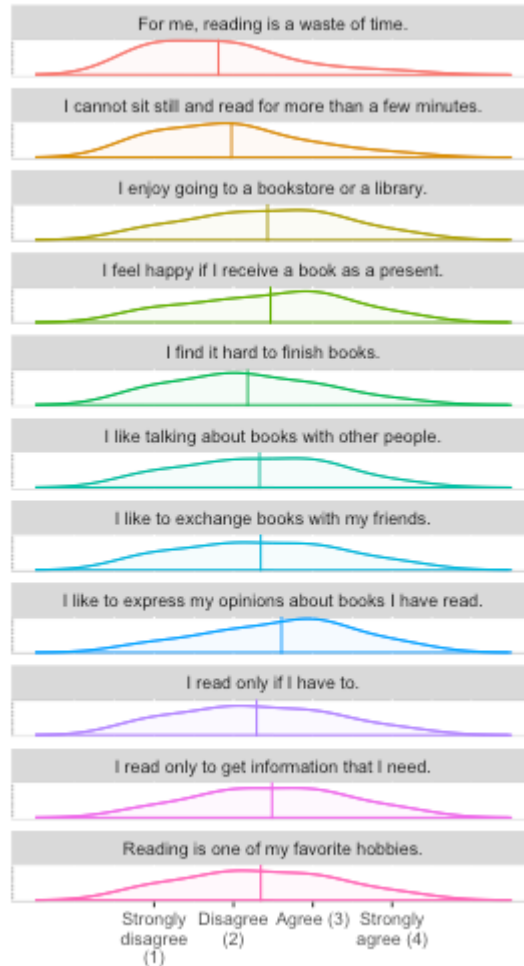 For me, reading is a waste of time.
I cannot sit still and read for more than a few minutes.
I enjoy going to a bookstore or a library.
I feel happy if I receive a book as a present.
I find it hard to finish books.
I like talking about books with other people.
I like to exchange books with my friends.
I like to express my opinions about books I have read.
I read only if I have to.
I read only to get information that I need.
Reading is one of my favorite hobbies.
Strongly Disagree Agree (3) Strongly
disagree (2) agree (4)
(1)